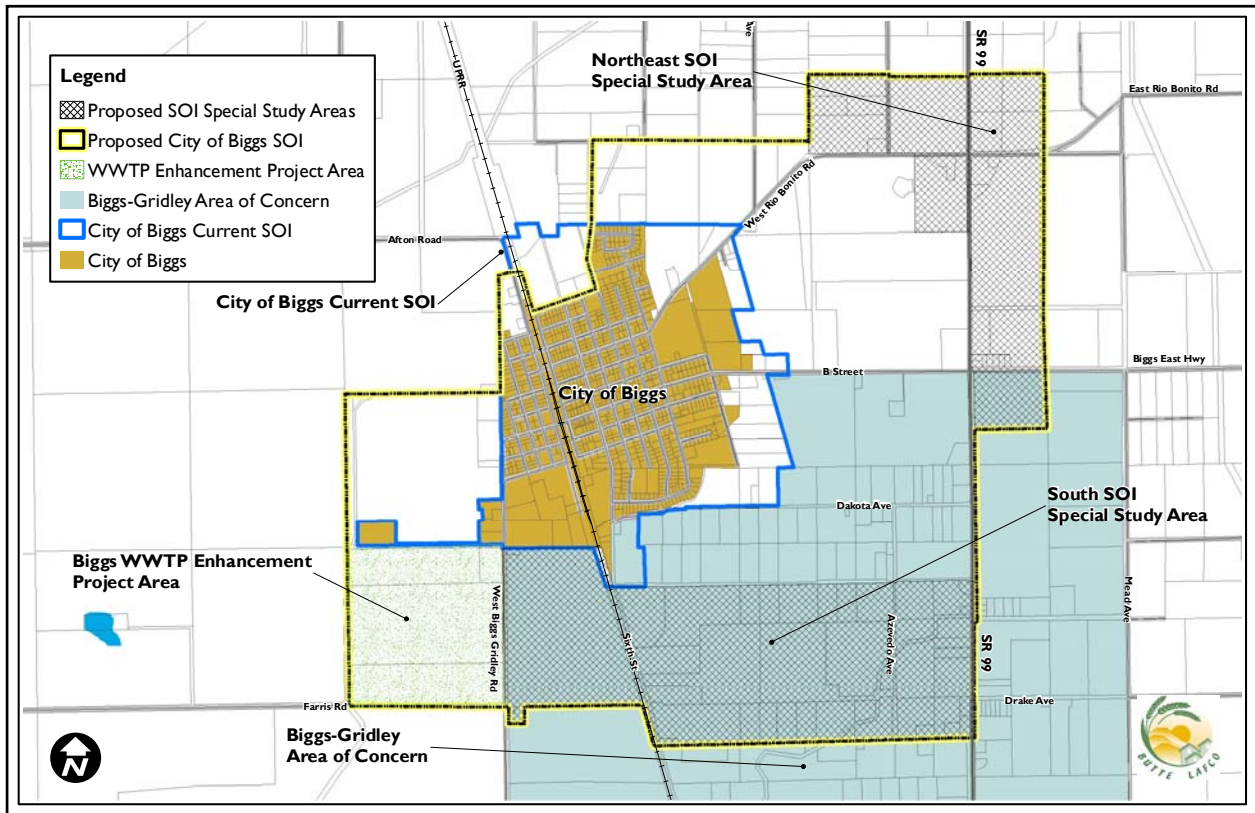 Legend
Proposed SOI Special Study Areas
Proposed City of Biggs SOI
WWTP Enhancement Project Area
Biggs-Gridley Area of Concern
City of Biggs Current SOI
City of Biggs
UPRR
Ave
SR 99
Northeast SOI
Special Study Area
East Rio Bonito Rd
West Rio Bonito Rd
Afton Road
City of Biggs Current SOI
Biggs East Hwy
B Street
City of Biggs
South SOI
Special Study Area
Dakota Ave
Biggs WWTP Enhancement
Project Area
West Biggs Gridley Rd
Sixth St
Azevedo Ave
SR 99
Mead Ave
Farris Rd
Drake Ave
Biggs-Gridley
Area of Concern
N
BUTTE LAFCO